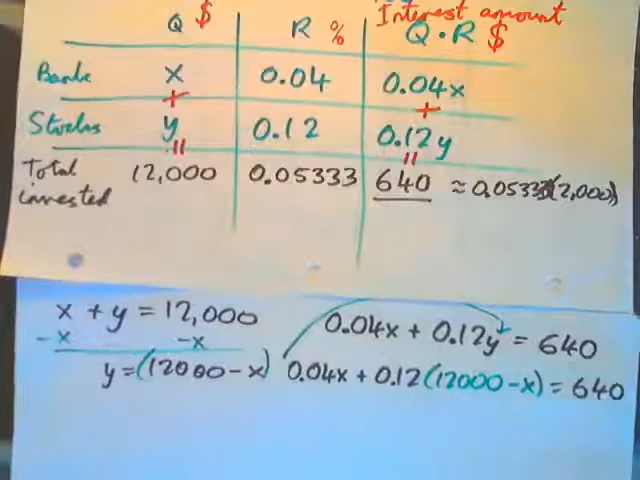 Interest amount
Q $ R % Q · R $
Bank x 0.04 0.04x
+ +
Stocks y 0.12 0.12y
= =
Total invested 12,000 0.05333 640 ≈ 0.05333(12,000)
x + y = 12,000
-x -x
y = (12000 - x)
0.04x + 0.12y = 640
0.04x + 0.12(12000 - x) = 640